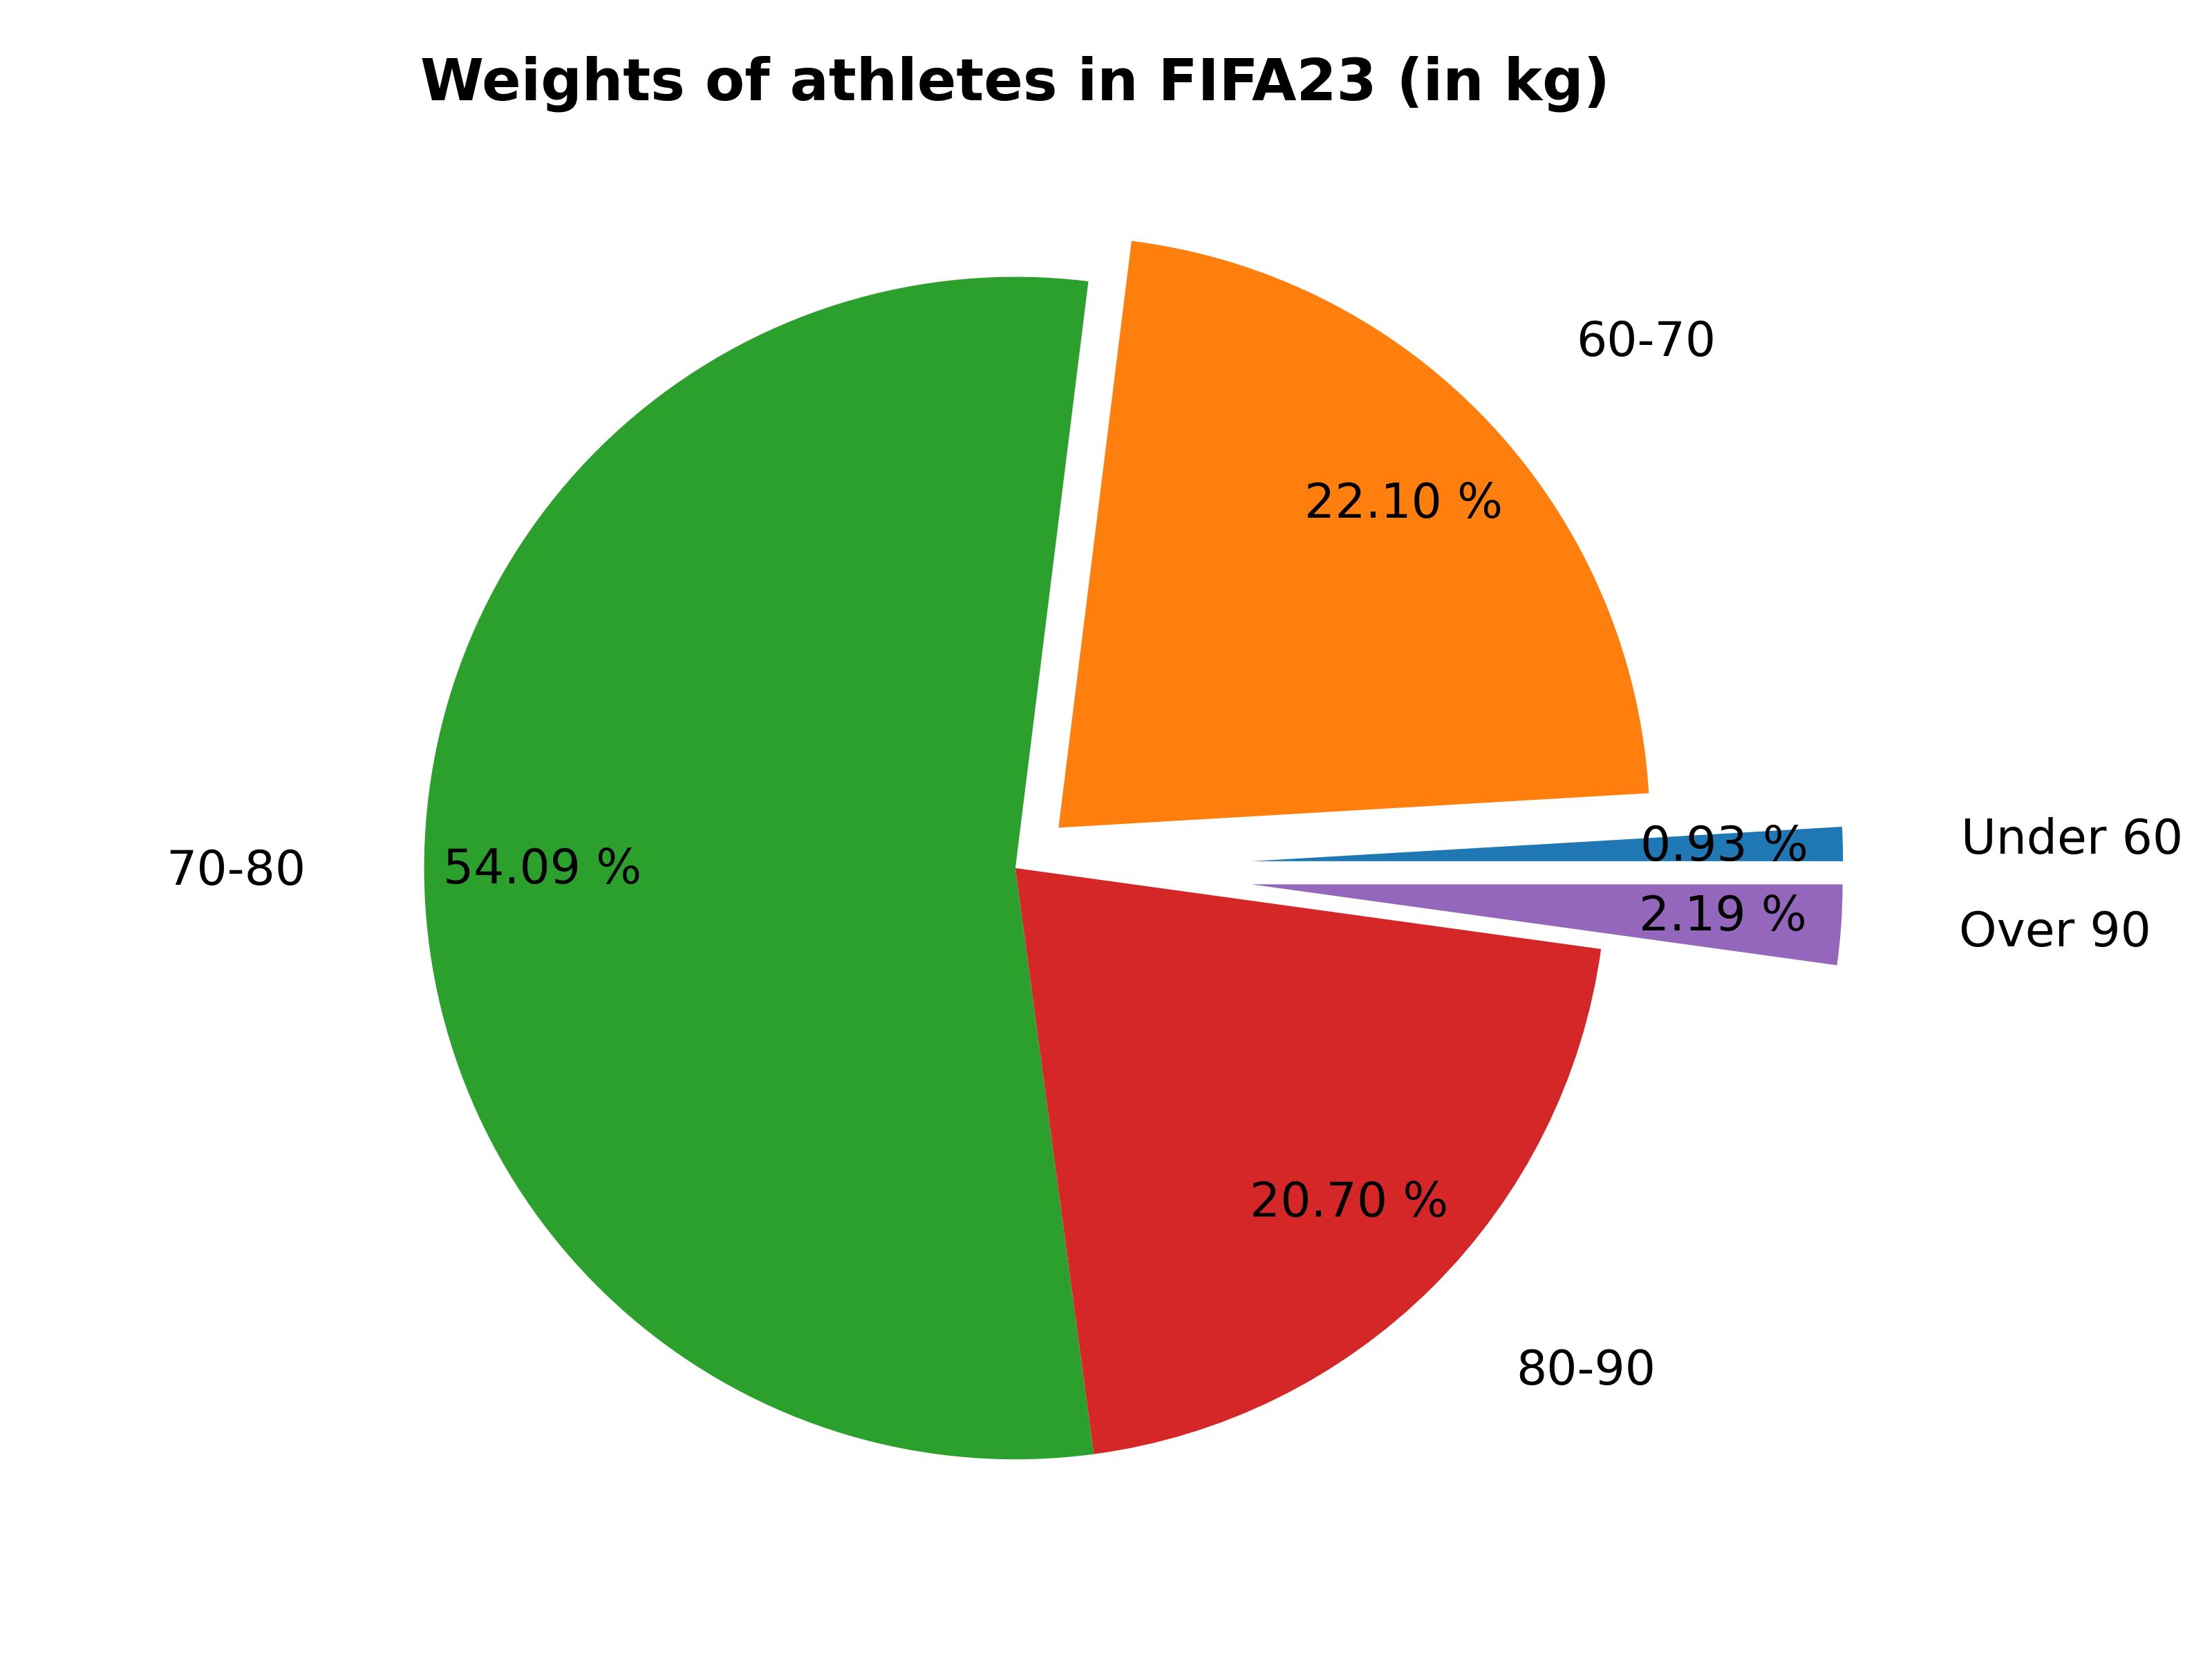 Weights of athletes in FIFA23 (in kg)
60-70
22.10 %
Under 60
0.93 %
70-80
54.09 %
2.19 %
Over 90
20.70 %
80-90